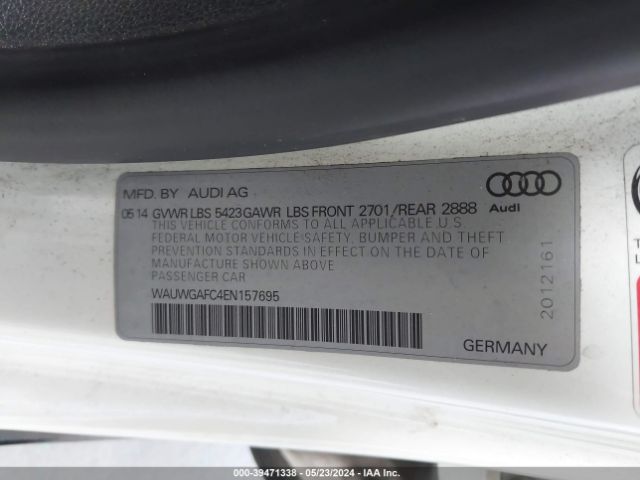 MFD. BY AUDI AG
Audi
05 14 GVWR LBS 5423GAWR LBS FRONT 2701/REAR 2888
THIS VEHICLE CONFORMS TO ALL APPLICABLE U.S.
FEDERAL MOTOR VEHICLE SAFETY, BUMPER AND THEFT
PREVENTION STANDARDS IN EFFECT ON THE DATE OF
MANUFACTURE SHOWN ABOVE
PASSENGER CAR
WAUWGAFC4EN157695
2012161
GERMANY
000-39471338 - 05/23/2024 - IAA Inc.